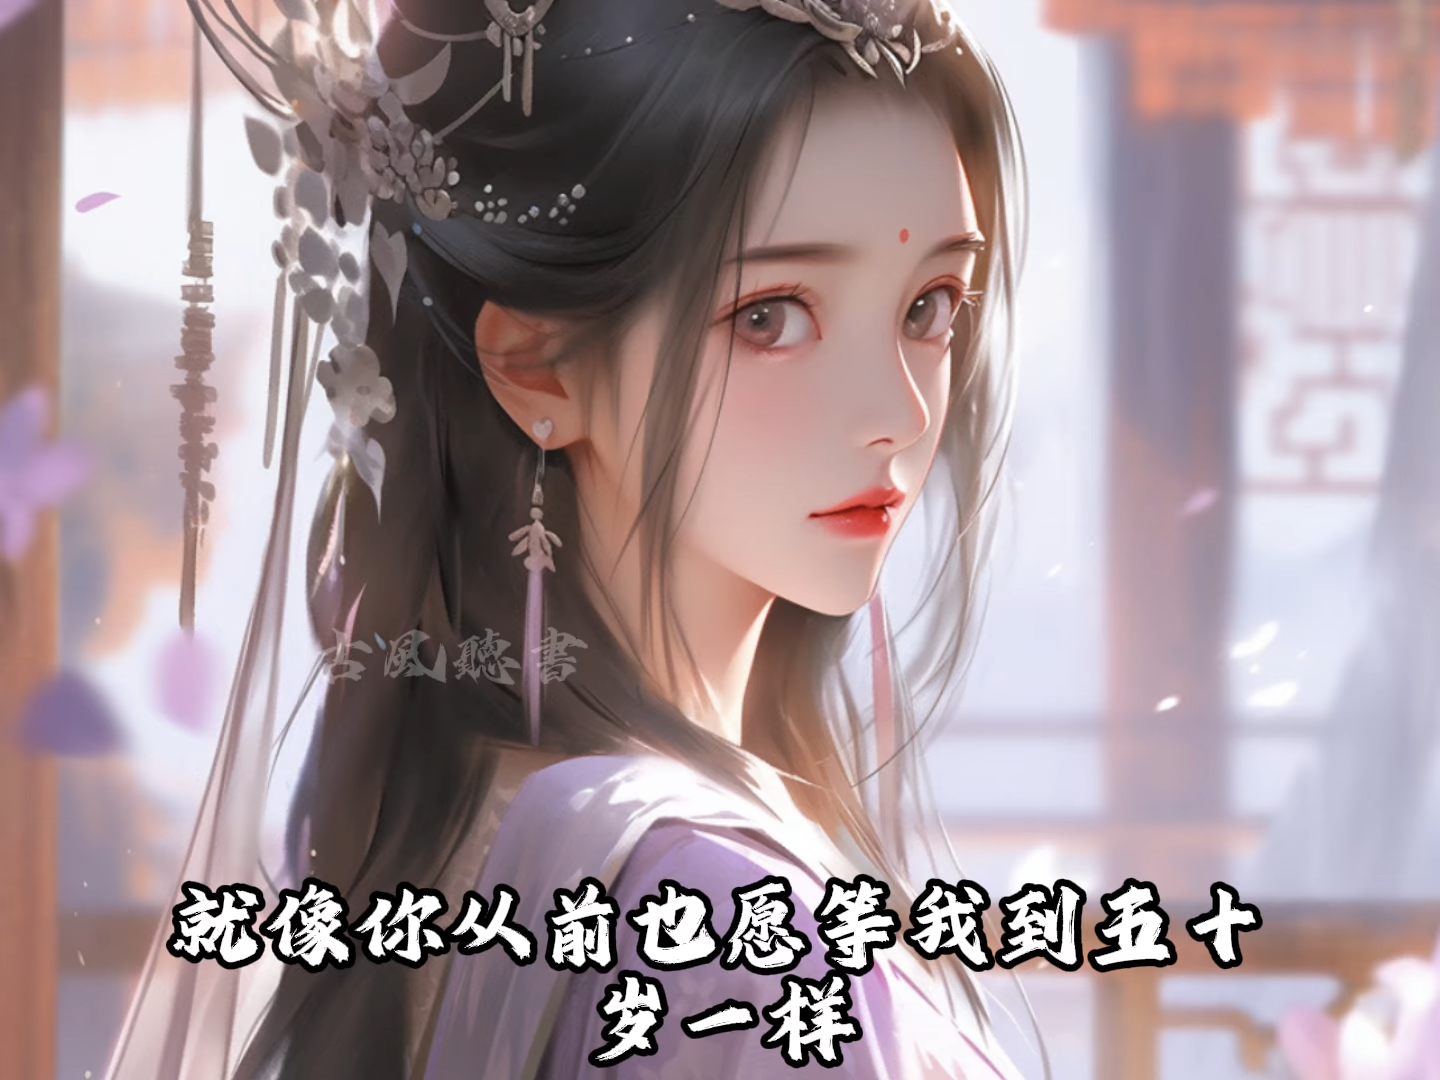 古風聽書
就像你从前也愿等我到五十
岁一样